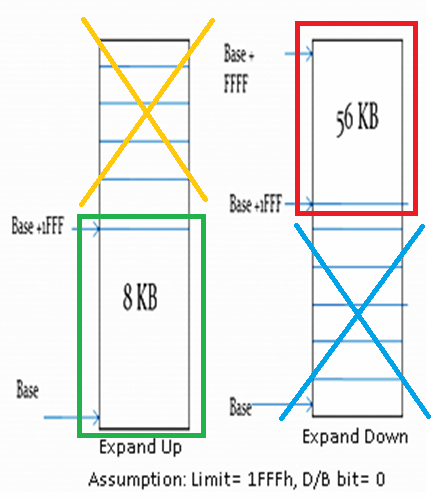 Base +
FFFF
56 KB
Base +1FFF
Base +1FFF
8 KB
Base
Base
Expand Up
Expand Down
Assumption: Limit= 1FFFh, D/B bit= 0